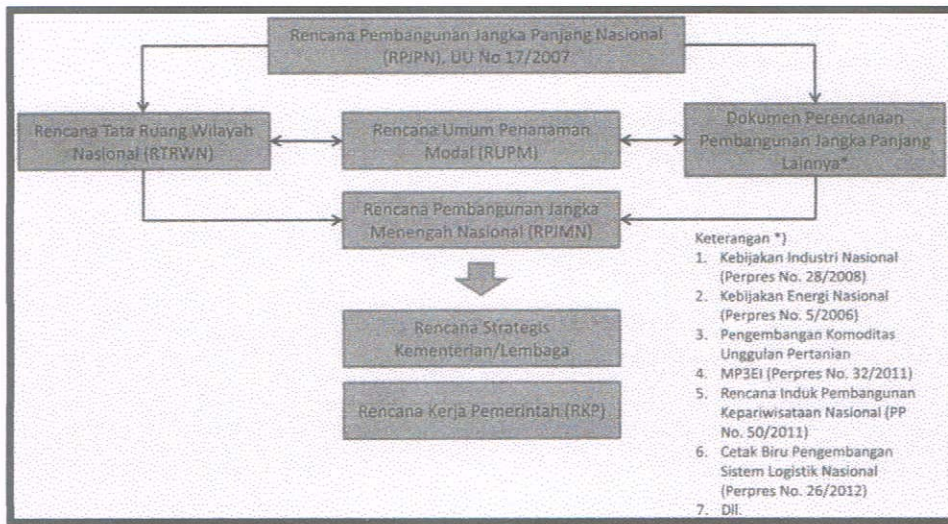 Rencana Pembangunan Jangka Panjang Nasional
(RPJPN), UU No 17/2007
Rencana Tata Ruang Wilayah
Nasional (RTRWN)
Rencana Umum Penanaman
Modal (RUPM)
Dokumen Perencanaan
Pembangunan Jangka Panjang
Lainnya*
Rencana Pembangunan Jangka
Menengah Nasional (RPJMN)
Rencana Strategis
Kementerian/Lembaga
Rencana Kerja Pemerintah (RKP)
Keterangan *)
1. Kebijakan Industri Nasional
(Perpres No. 28/2008)
2. Kebijakan Energi Nasional
(Perpres No. 5/2006)
3. Pengembangan Komoditas
Unggulan Pertanian
4. MP3EI (Perpres No. 32/2011)
5. Rencana Induk Pembangunan
Kepariwisataan Nasional (PP
No. 50/2011)
6. Cetak Biru Pengembangan
Sistem Logistik Nasional
(Perpres No. 26/2012)
7. Dll.